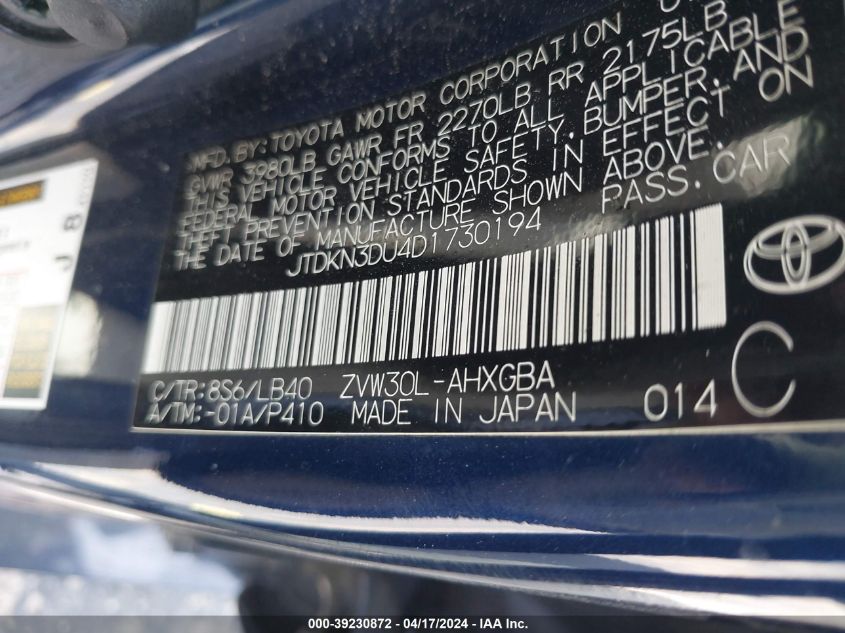 MFD.BY:TOYOTA MOTOR CORPORATION
GVWR 3980LB GAWR FR 2270LB RR 2175LB
THIS VEHICLE CONFORMS TO ALL APPLICABLE
FEDERAL MOTOR VEHICLE SAFETY,BUMPER,AND
THEFT PREVENTION STANDARDS IN EFFECT ON
THE DATE OF MANUFACTURE SHOWN ABOVE.
JTDKN3DU4D1730194 PASS.CAR
C/TR:8S6/LB40 ZVW30L-AHXGBA
A/TM:-01A/P410 MADE IN JAPAN 014 C
J B
000-39230872 / 04/17/2024 - IAA Inc.